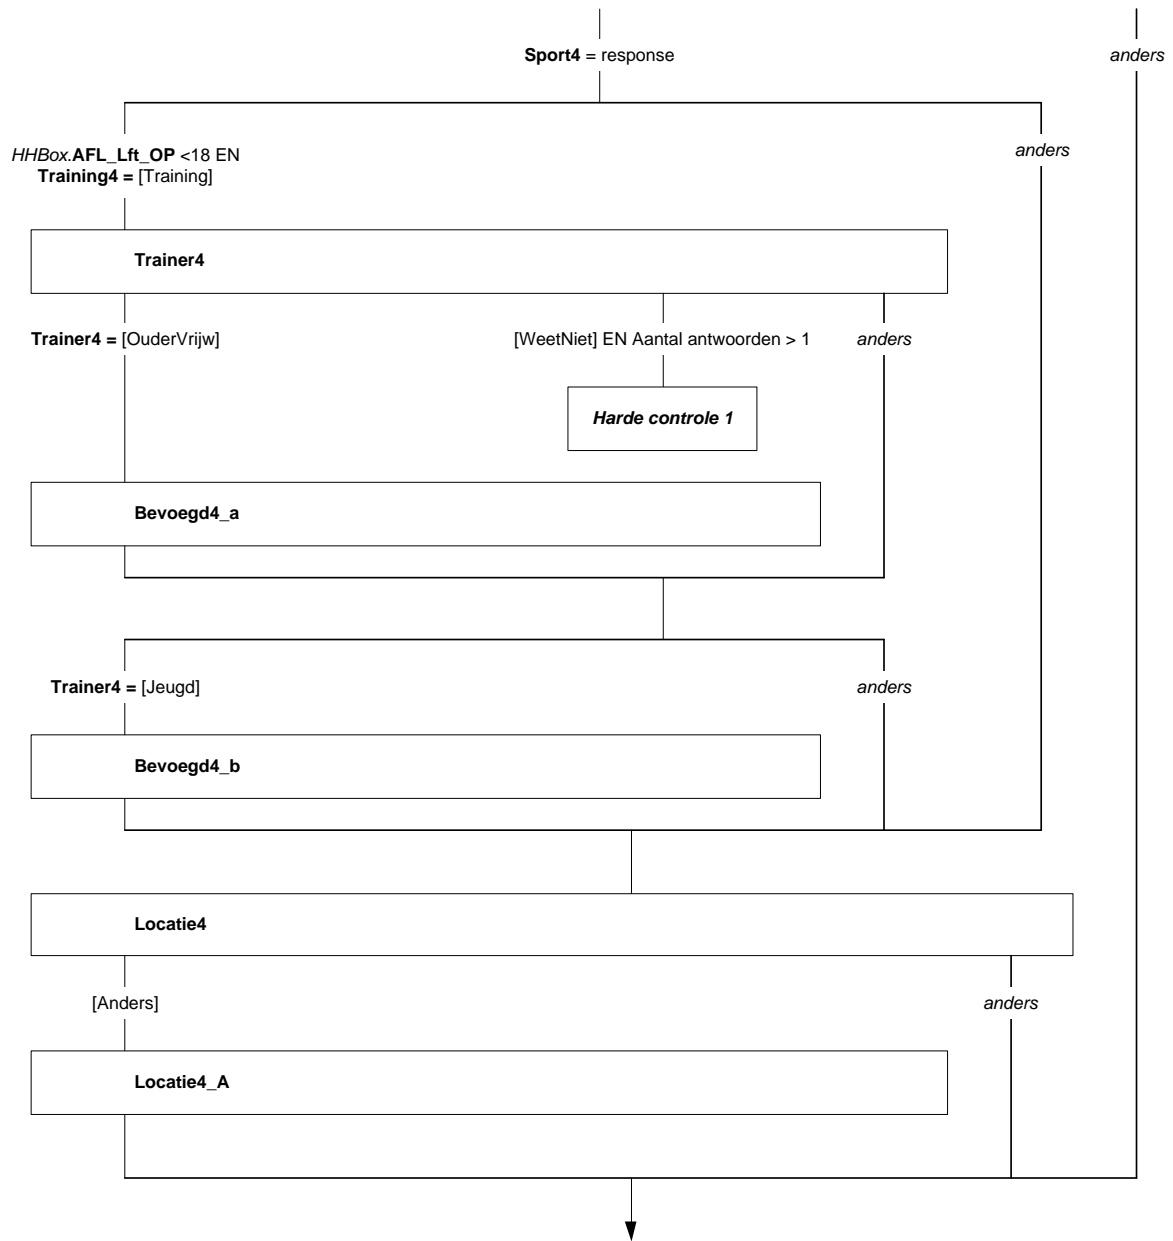 Sport4 = response
anders
HHBox.AFL_Lft_OP <18 EN
Training4 = [Training]
anders
Trainer4
Trainer4 = [OuderVrijw]
[WeetNiet] EN Aantal antwoorden > 1
anders
Harde controle 1
Bevoegd4_a
Trainer4 = [Jeugd]
anders
Bevoegd4_b
Locatie4
[Anders]
anders
Locatie4_A